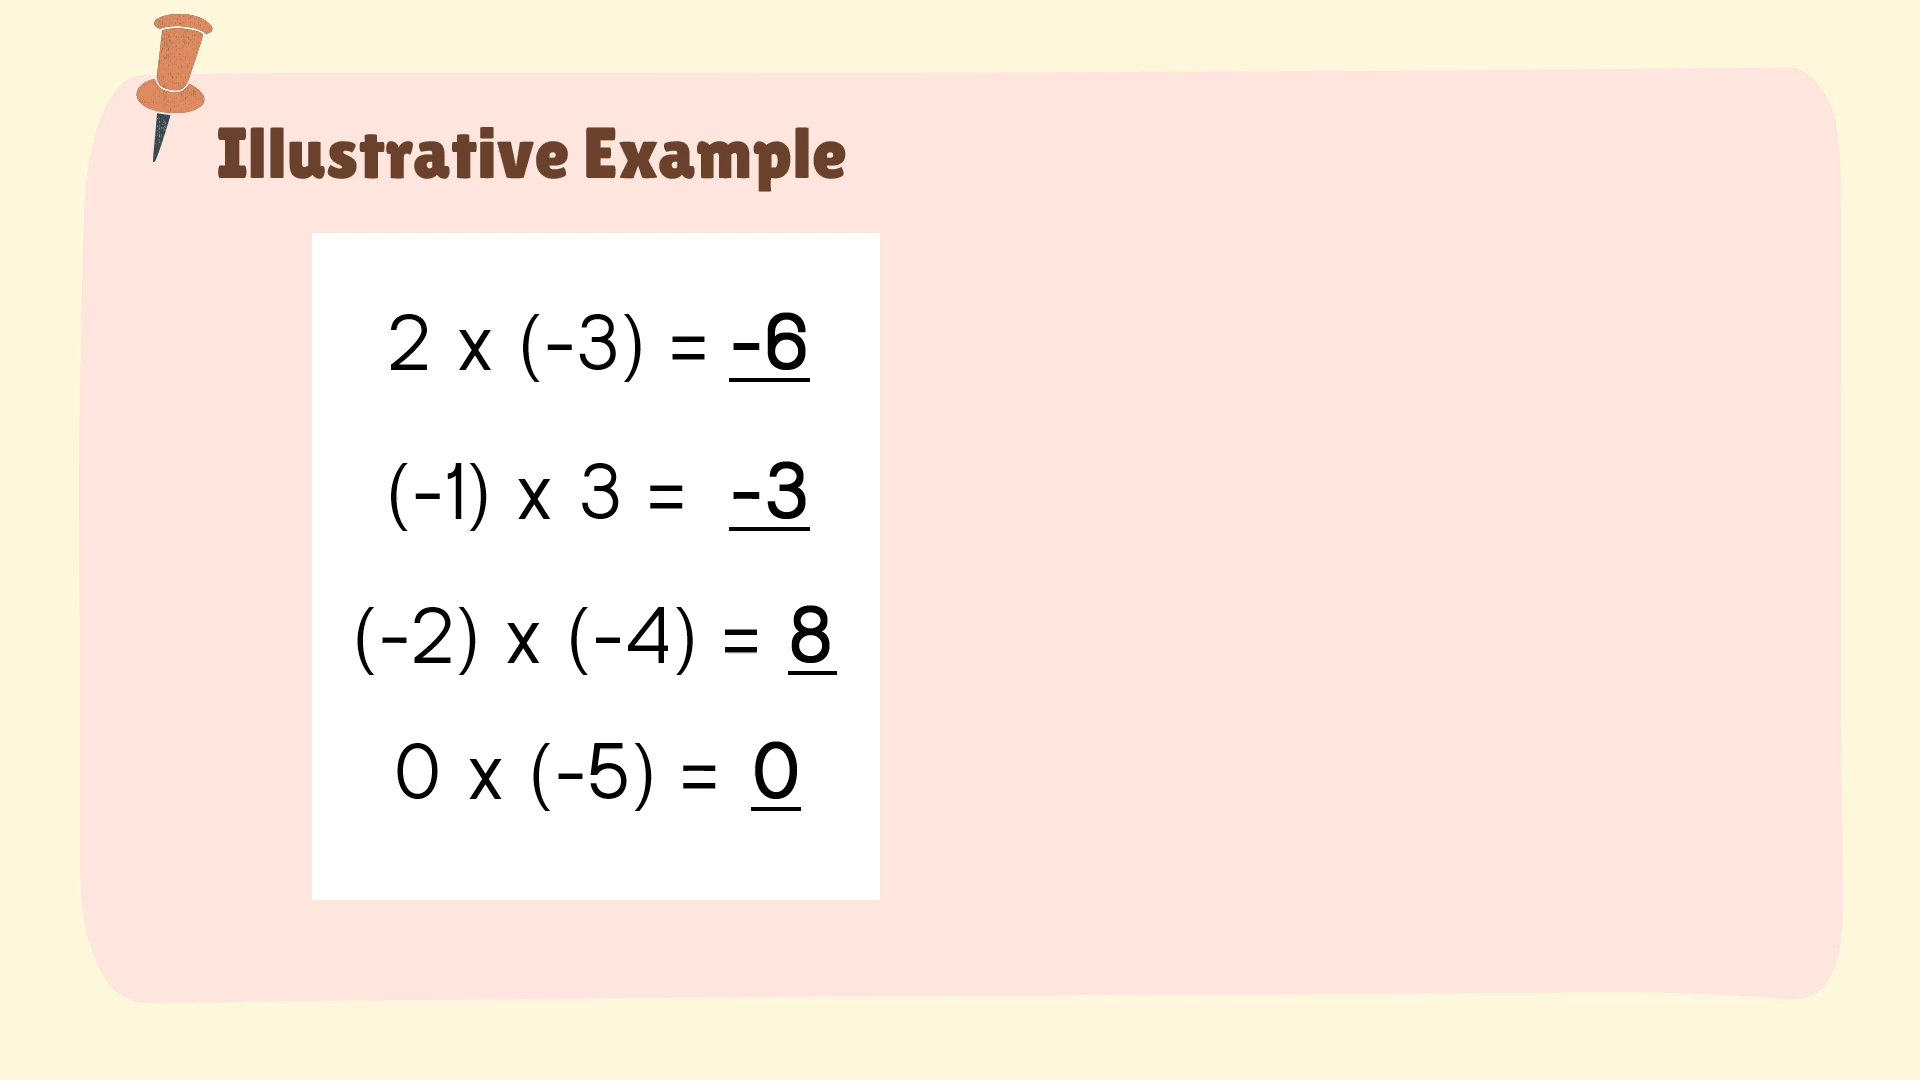 Illustrative Example
2 x (-3) = -6
(-1) x 3 = -3
(-2) x (-4) = 8
0 x (-5) = 0